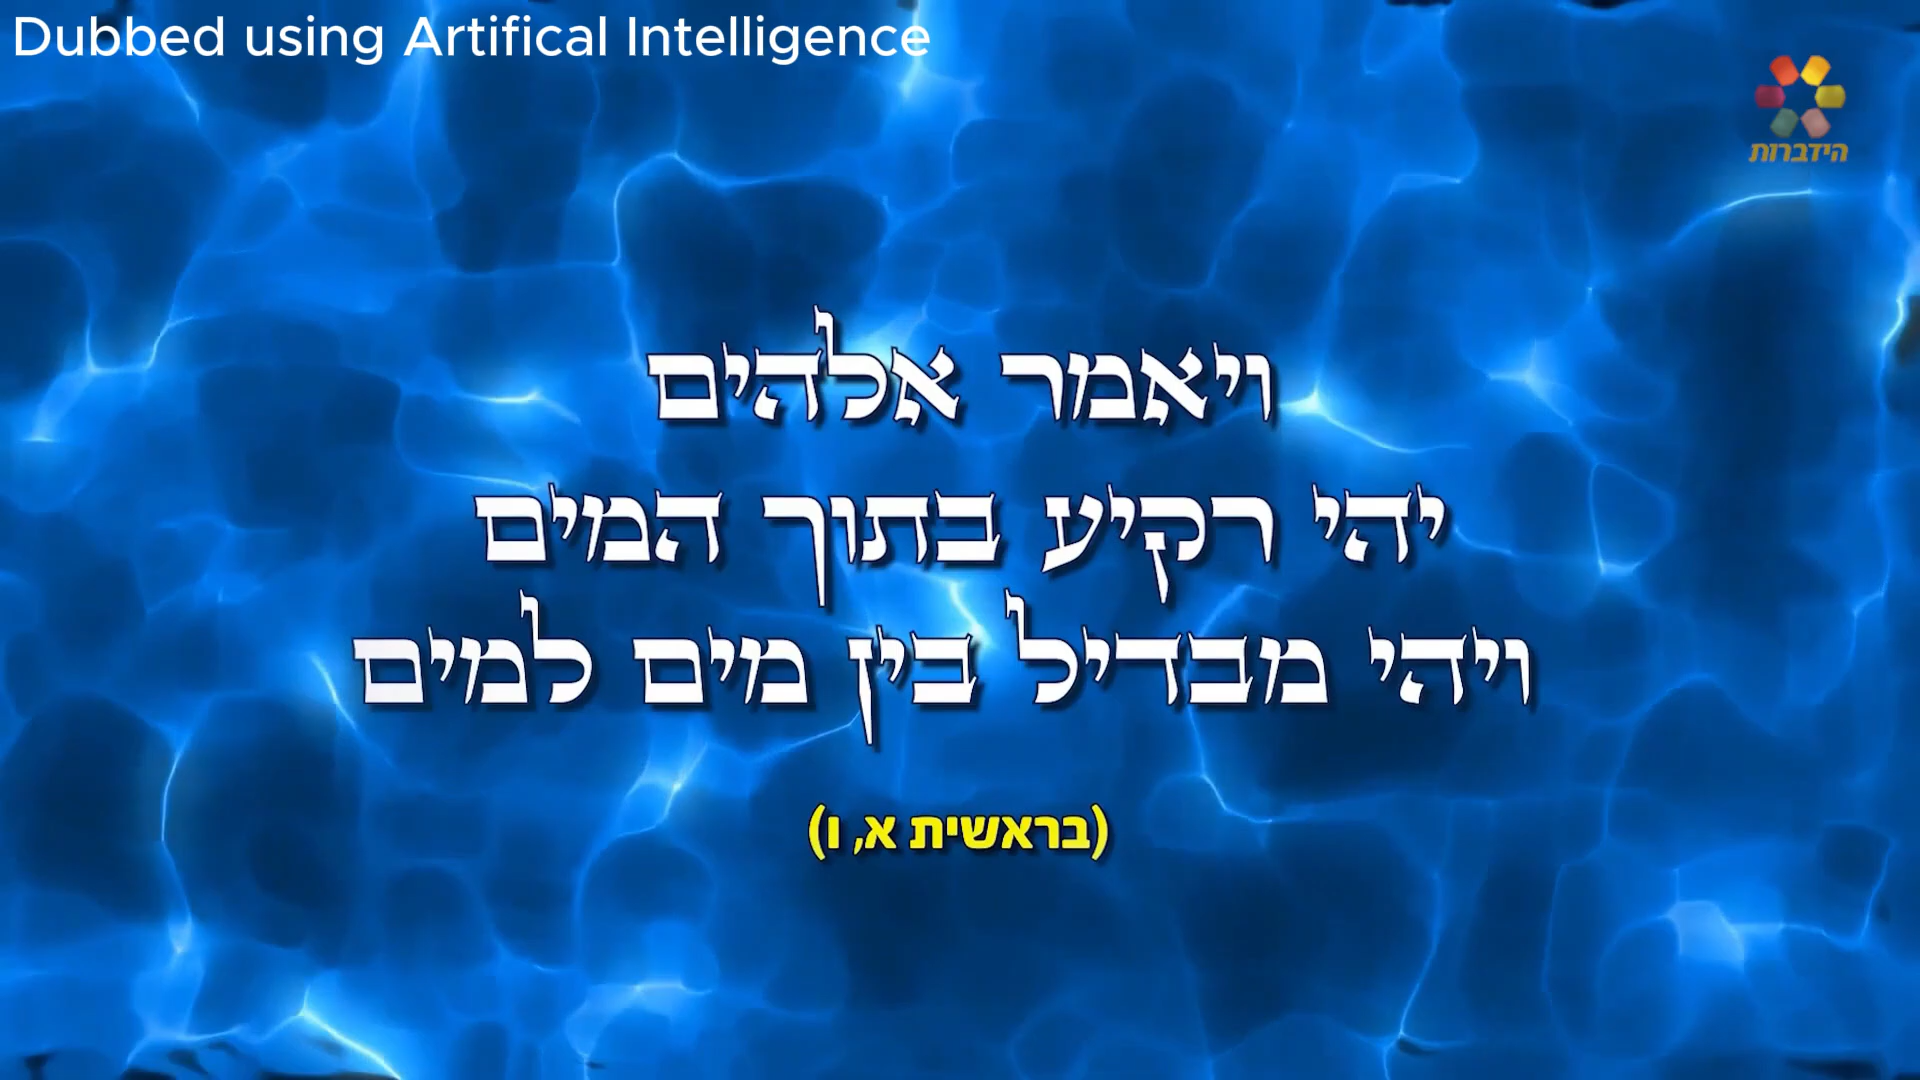 Dubbed using Artifical Intelligence
הידברות
ויאמר אלהים
יהי רקיע בתוך המים
ויהי מבדיל בין מים למים
(בראשית א, ו)